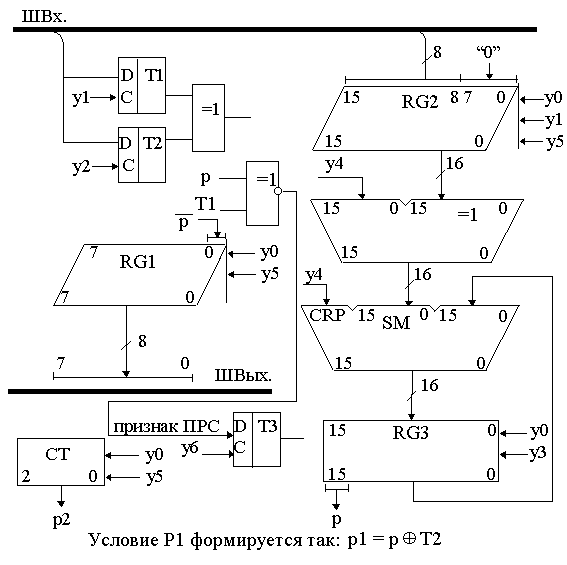 ШВх.
8 "0"
D T1
y1 C
=1
D T2
y2 C
15 RG2 8 7 0
15 0
y0
y1
y5
p =1
T1
p
y4 16
15 0 15 =1 0
15 0
7 RG1 0
7 0
y0
y5
y4 16
CRP 15 0 15 0
SM
15 0
8
7 0
ШВых.
16
признак ПРС
y6
D T3
C
15 RG3 0
15
y0
y3
CT
2 0
y0
y5
p2
p
Условие P1 формируется так: p1 = p ⊕ T2